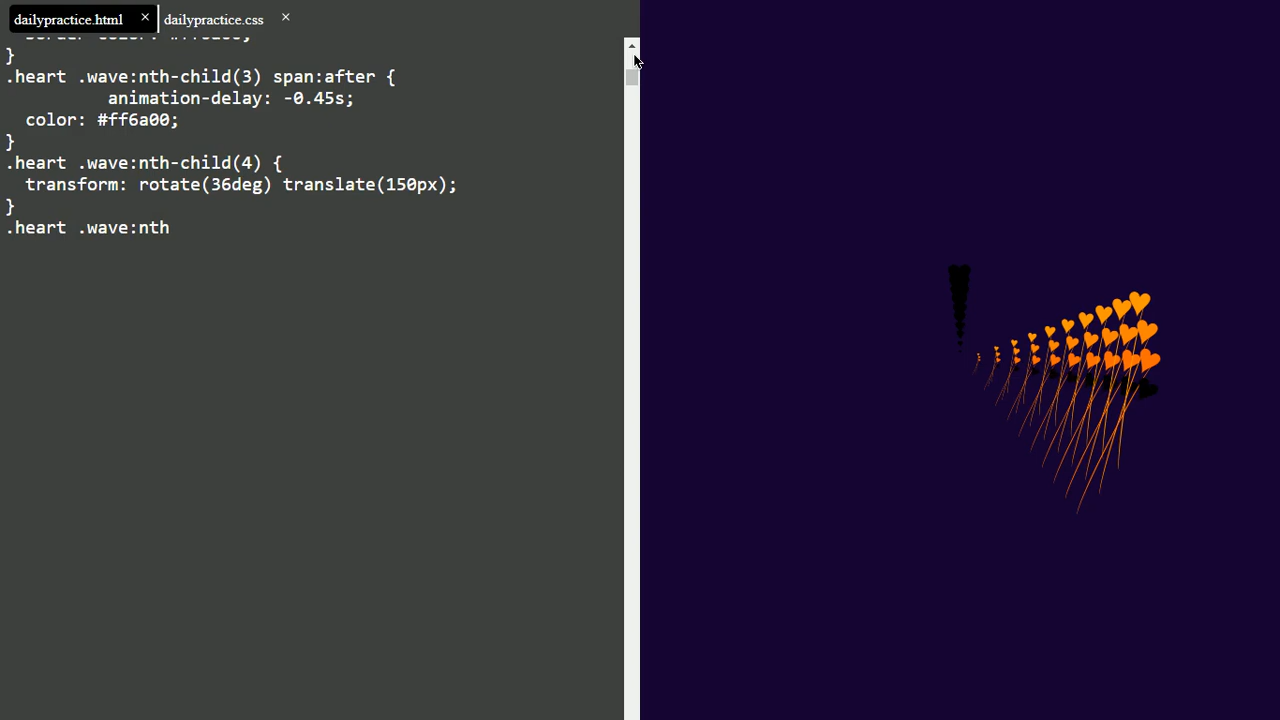 dailypractice.html × dailypractice.css ×
}
.heart .wave:nth-child(3) span:after {
animation-delay: -0.45s;
color: #ff6a00;
}
.heart .wave:nth-child(4) {
transform: rotate(36deg) translate(150px);
}
.heart .wave:nth